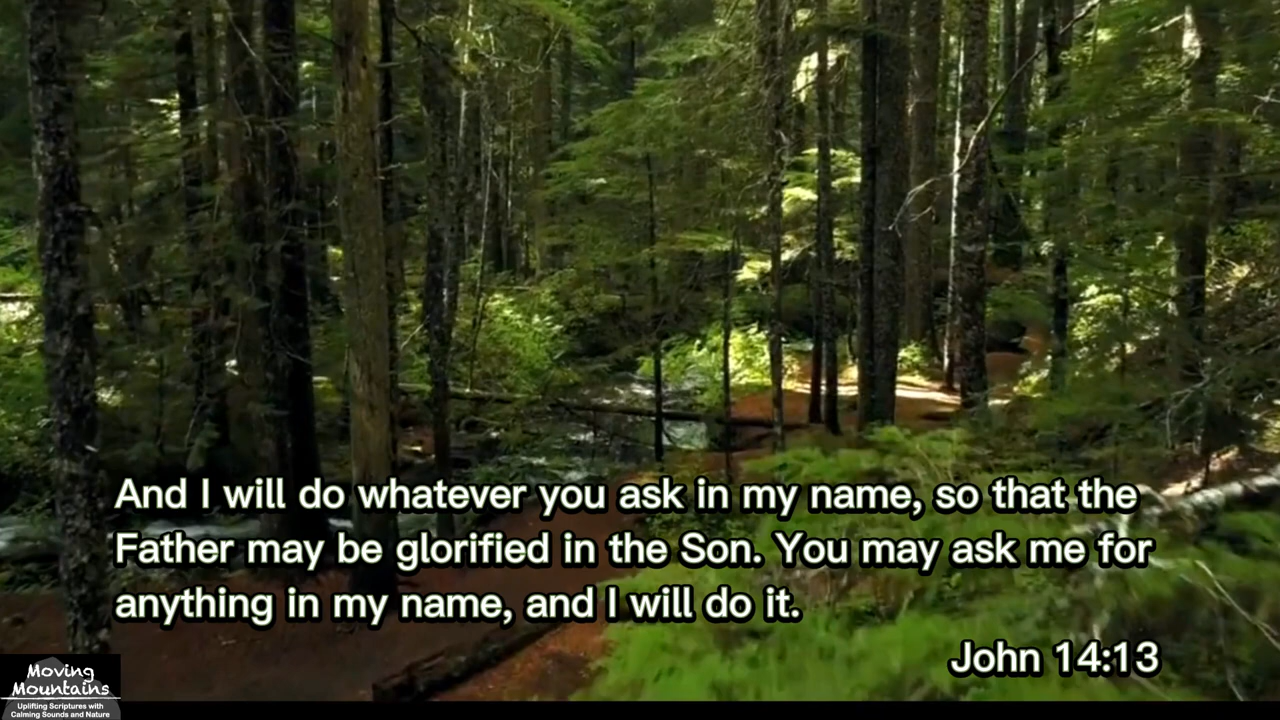 And I will do whatever you ask in my name, so that the
Father may be glorified in the Son. You may ask me for
anything in my name, and I will do it.
John 14:13
Moving
Mountains
Uplifting Scriptures with
Calming Sounds and Nature